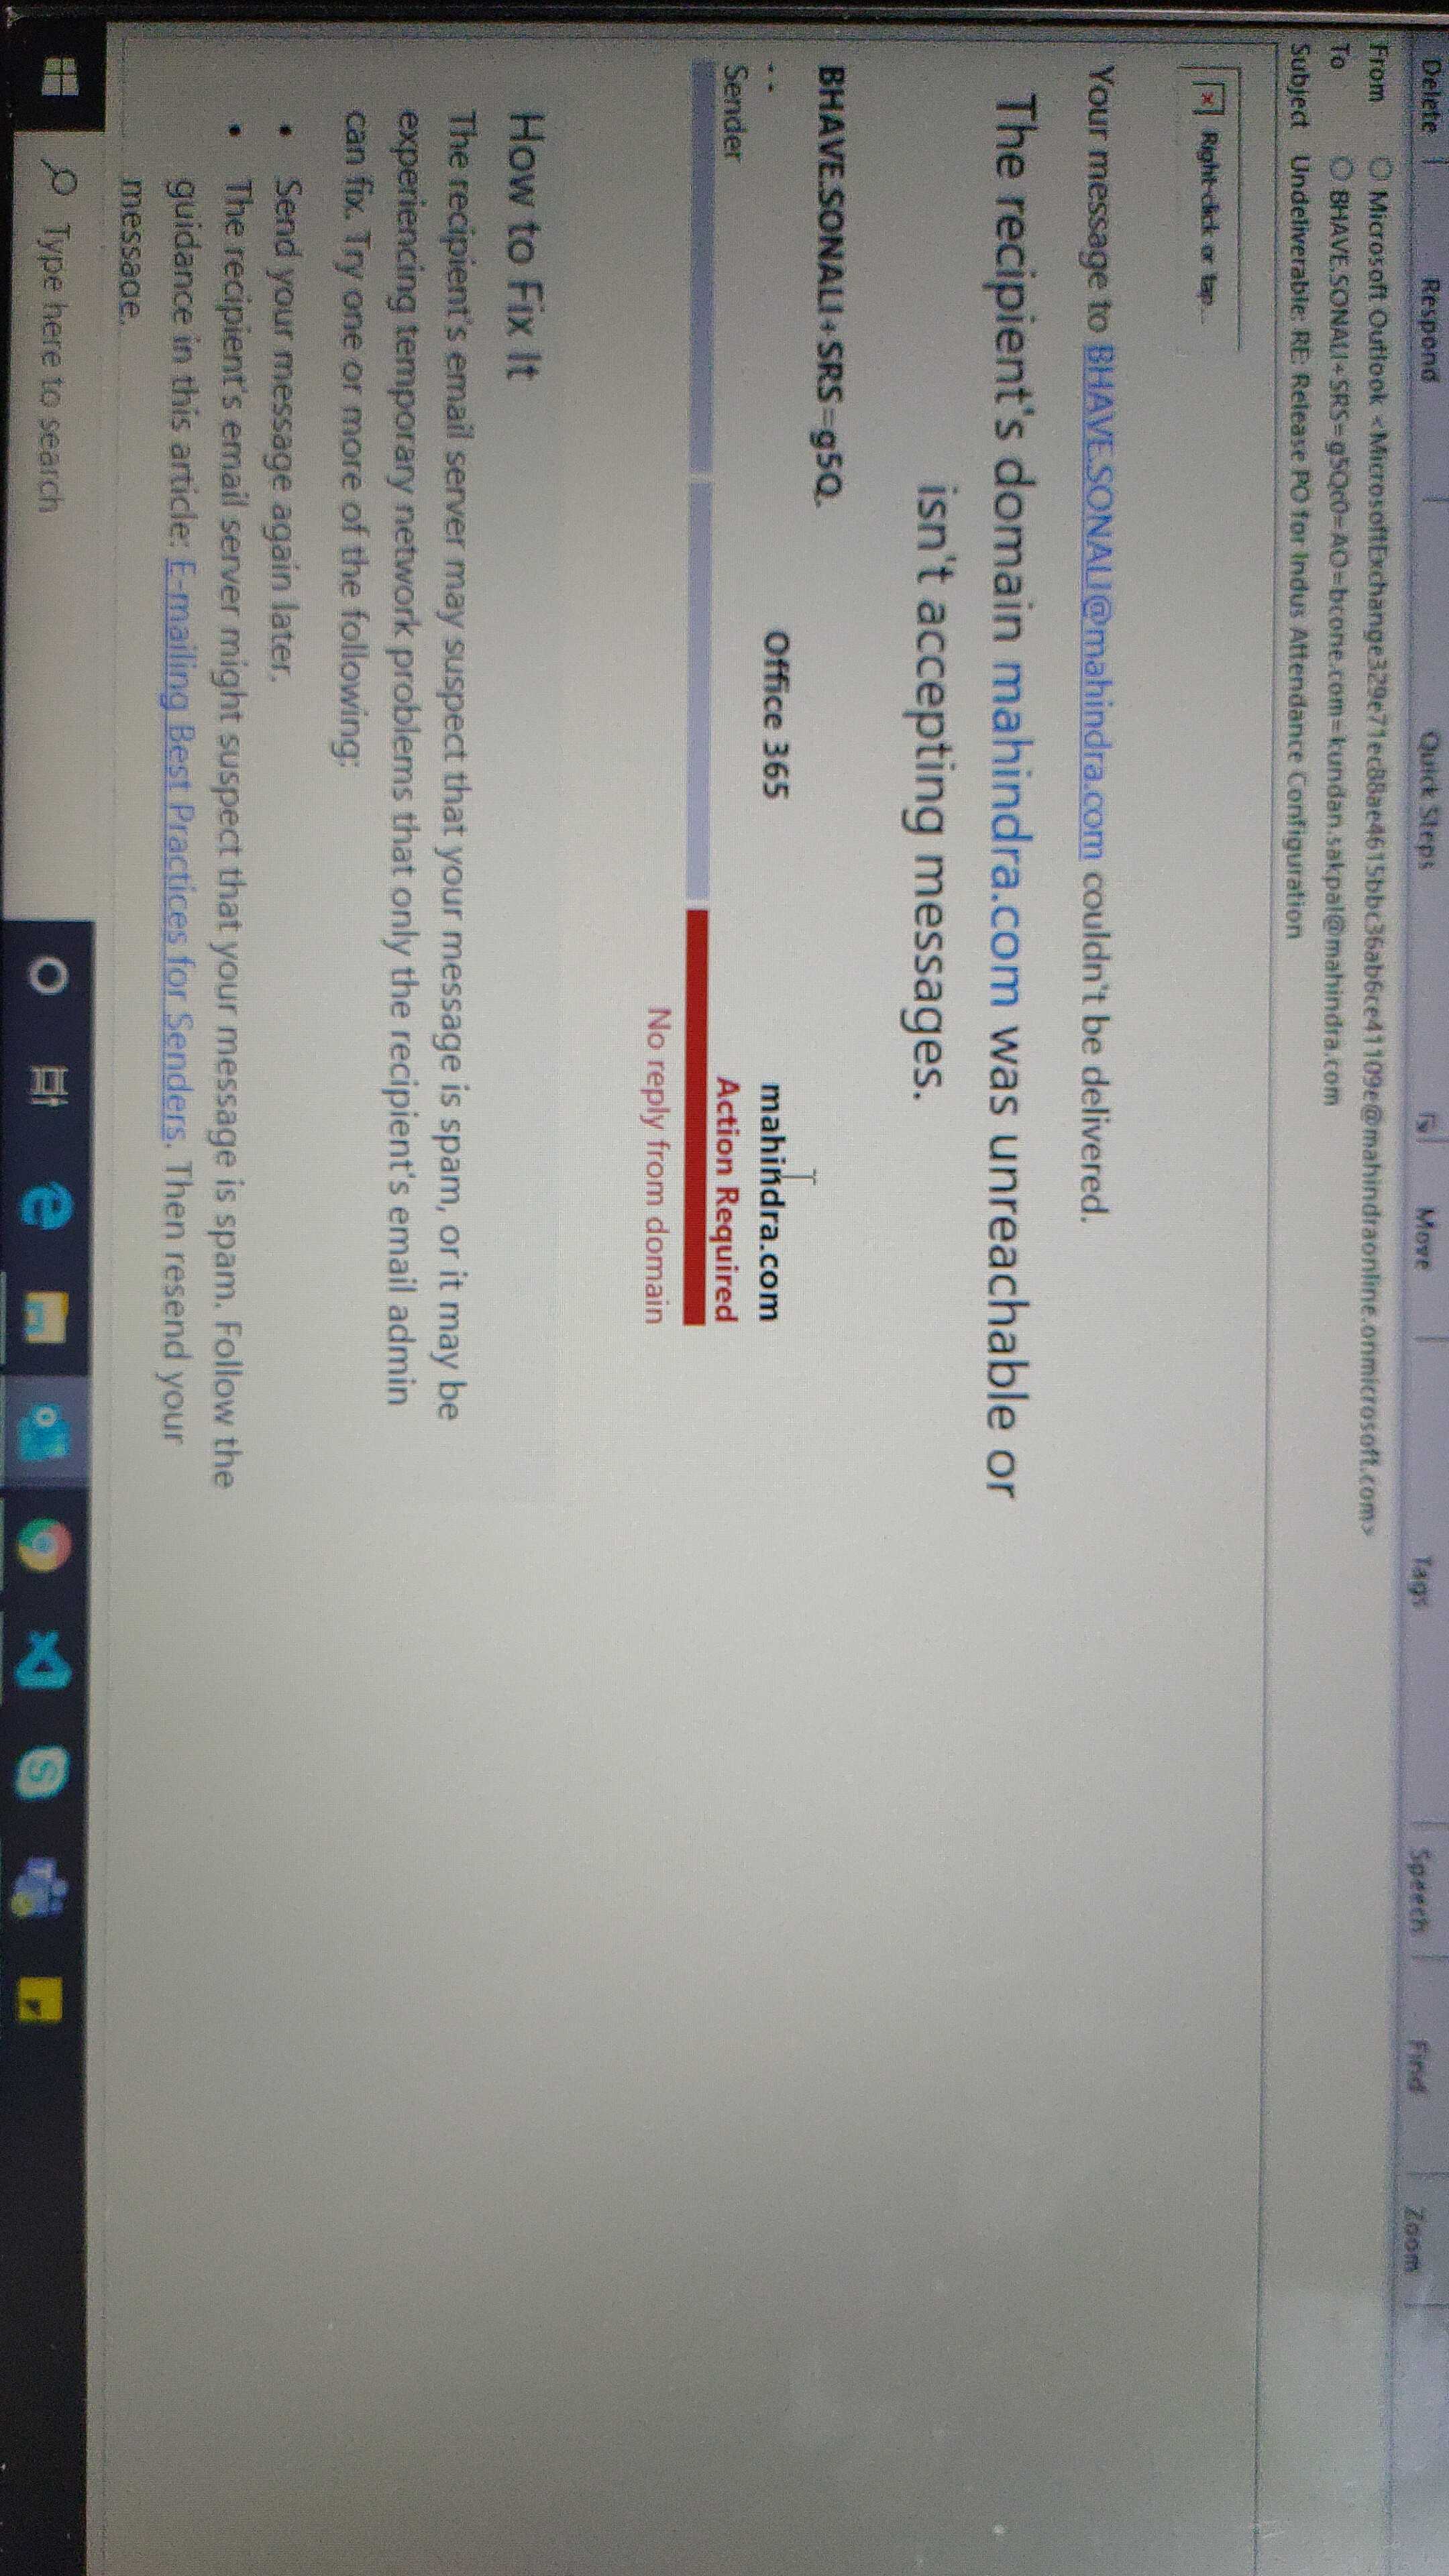 Delete
Respond
Quick Steps
Move
Tags
Speech
Find
Zoom
From Microsoft Outlook <MicrosoftExchange329e71ec88ae4615bbc36ab6ce41109e@mahindraonline.onmicrosoft.com>
To BHAVE.SONALI+SRS=g5Qe0=AO=bcone.com=kundan.sakpal@mahindra.com
Subject Undeliverable: RE: Release PO for Indus Attendance Configuration
Right-click or tap...
Your message to BHAVE.SONALI@mahindra.com couldn't be delivered.
The recipient's domain mahindra.com was unreachable or
isn't accepting messages.
BHAVE.SONALI+SRS=g5Q.
. . Office 365 mahindra.com
Sender Action Required
No reply from domain
How to Fix It
The recipient's email server may suspect that your message is spam, or it may be
experiencing temporary network problems that only the recipient's email admin
can fix. Try one or more of the following:
• Send your message again later.
• The recipient's email server might suspect that your message is spam. Follow the
guidance in this article: E-mailing Best Practices for Senders. Then resend your
message.
Type here to search